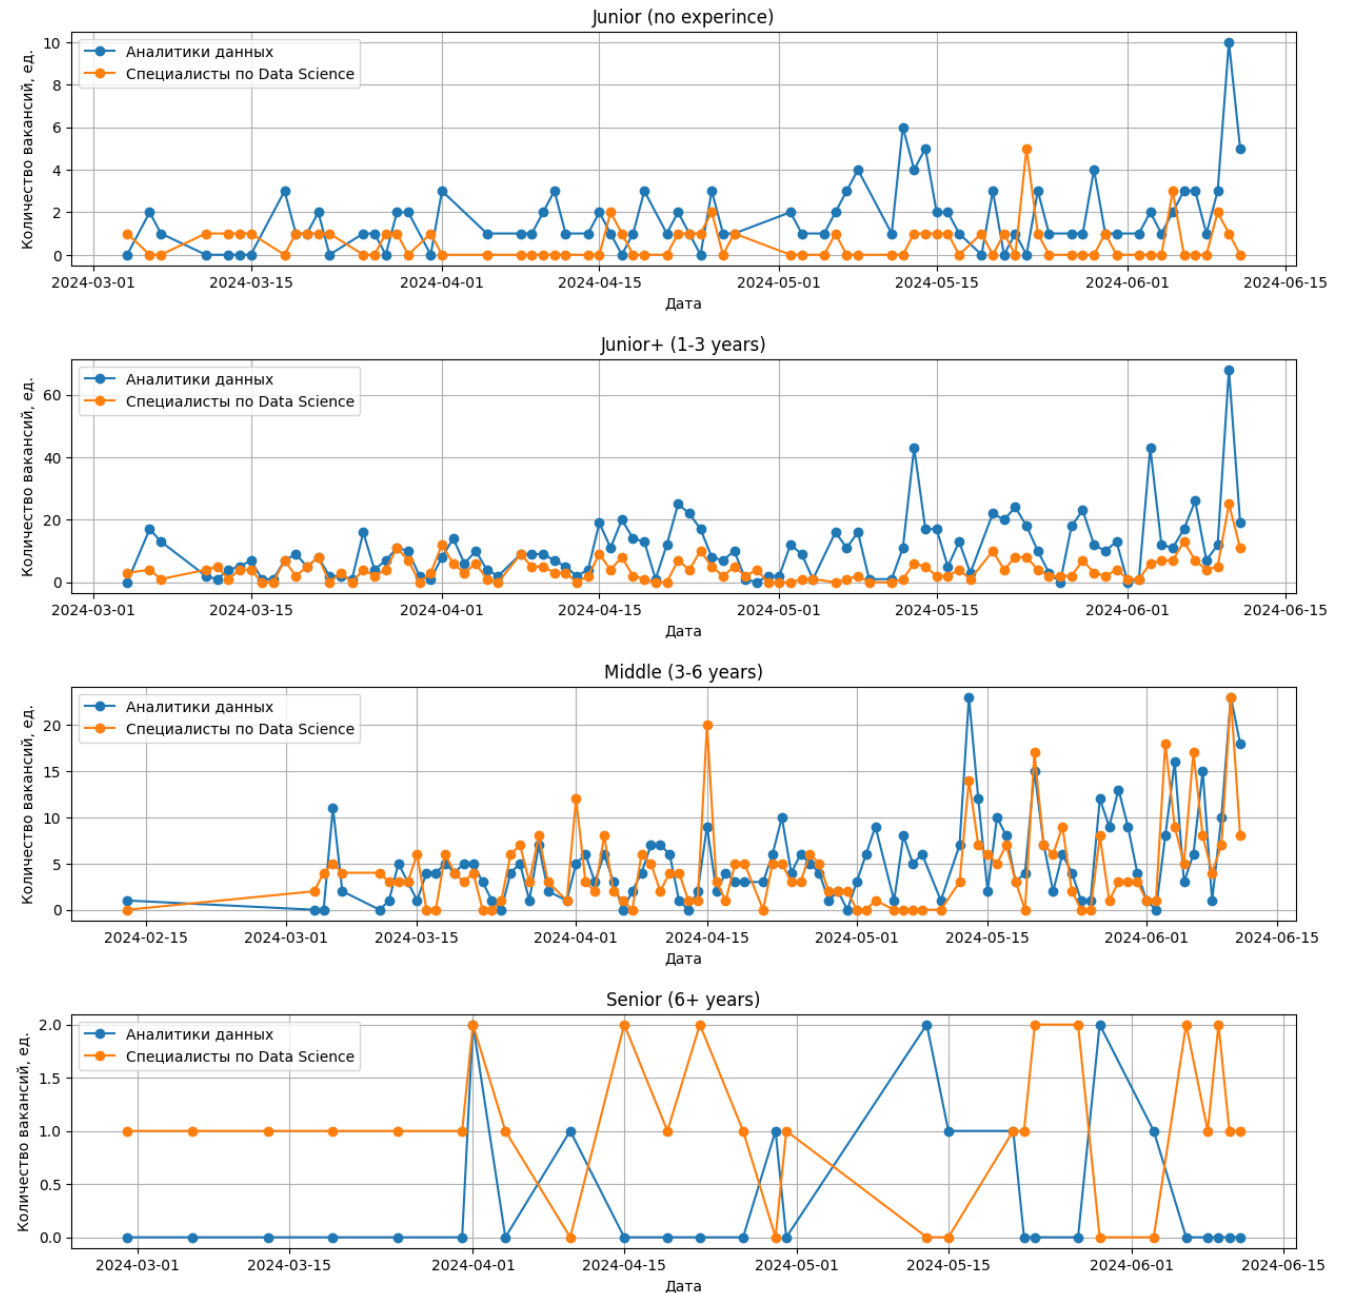 Junior (no experince)
Количество вакансий, ед.
10
8
6
4
2
0
Аналитики данных
Специалисты по Data Science
2024-03-01 2024-03-15 2024-04-01 2024-04-15 2024-05-01 2024-05-15 2024-06-01 2024-06-15
Дата
Junior+ (1-3 years)
Количество вакансий, ед.
60
40
20
0
Аналитики данных
Специалисты по Data Science
2024-03-01 2024-03-15 2024-04-01 2024-04-15 2024-05-01 2024-05-15 2024-06-01 2024-06-15
Дата
Middle (3-6 years)
Количество вакансий, ед.
20
15
10
5
0
Аналитики данных
Специалисты по Data Science
2024-02-15 2024-03-01 2024-03-15 2024-04-01 2024-04-15 2024-05-01 2024-05-15 2024-06-01 2024-06-15
Дата
Senior (6+ years)
Количество вакансий, ед.
2.0
1.5
1.0
0.5
0.0
Аналитики данных
Специалисты по Data Science
2024-03-01 2024-03-15 2024-04-01 2024-04-15 2024-05-01 2024-05-15 2024-06-01 2024-06-15
Дата